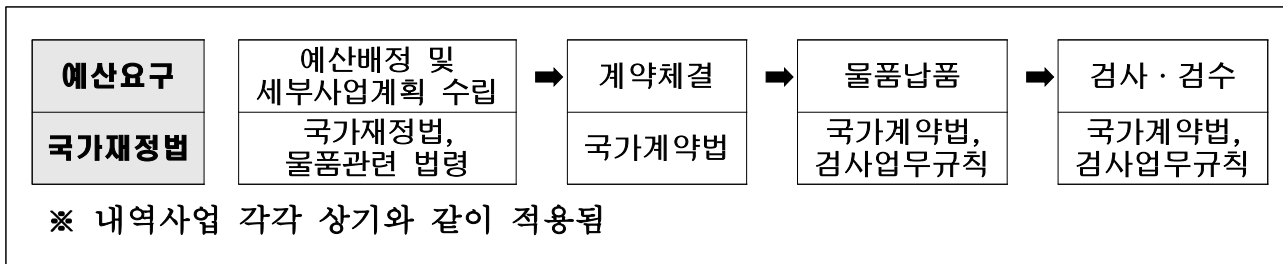 예산요구
국가재정법
예산배정 및
세부사업계획 수립
국가재정법,
물품관련 법령
➡
계약체결
국가계약법
➡
물품납품
국가계약법,
검사업무규칙
➡
검사 · 검수
국가계약법,
검사업무규칙
※ 내역사업 각각 상기와 같이 적용됨